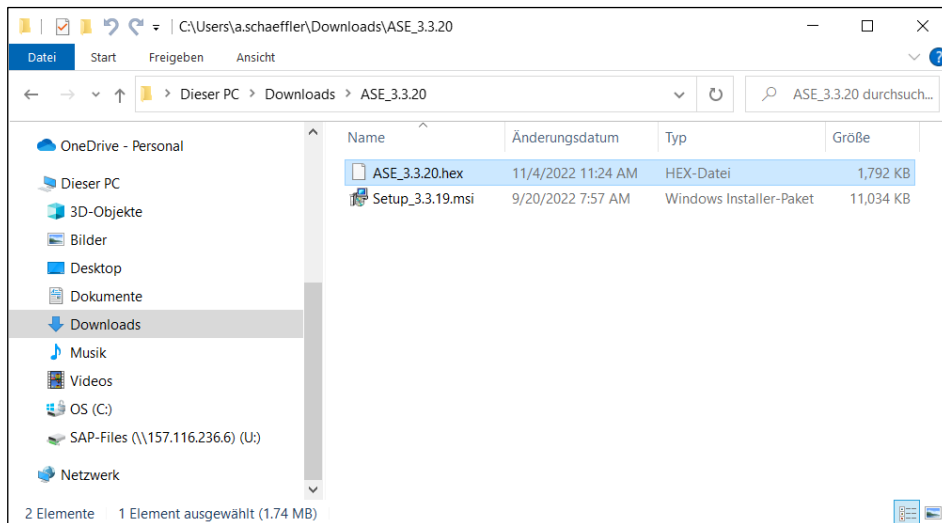 C:\Users\a.schaeffler\Downloads\ASE_3.3.20
Datei Start Freigeben Ansicht
Dieser PC > Downloads > ASE_3.3.20 ASE_3.3.20 durchsuch...
OneDrive - Personal
Dieser PC
3D-Objekte
Bilder
Desktop
Dokumente
Downloads
Musik
Videos
OS (C:)
SAP-Files (\\157.116.236.6) (U:)
Netzwerk
Name Änderungsdatum Typ Größe
ASE_3.3.20.hex 11/4/2022 11:24 AM HEX-Datei 1,792 KB
Setup_3.3.19.msi 9/20/2022 7:57 AM Windows Installer-Paket 11,034 KB
2 Elemente 1 Element ausgewählt (1.74 MB)